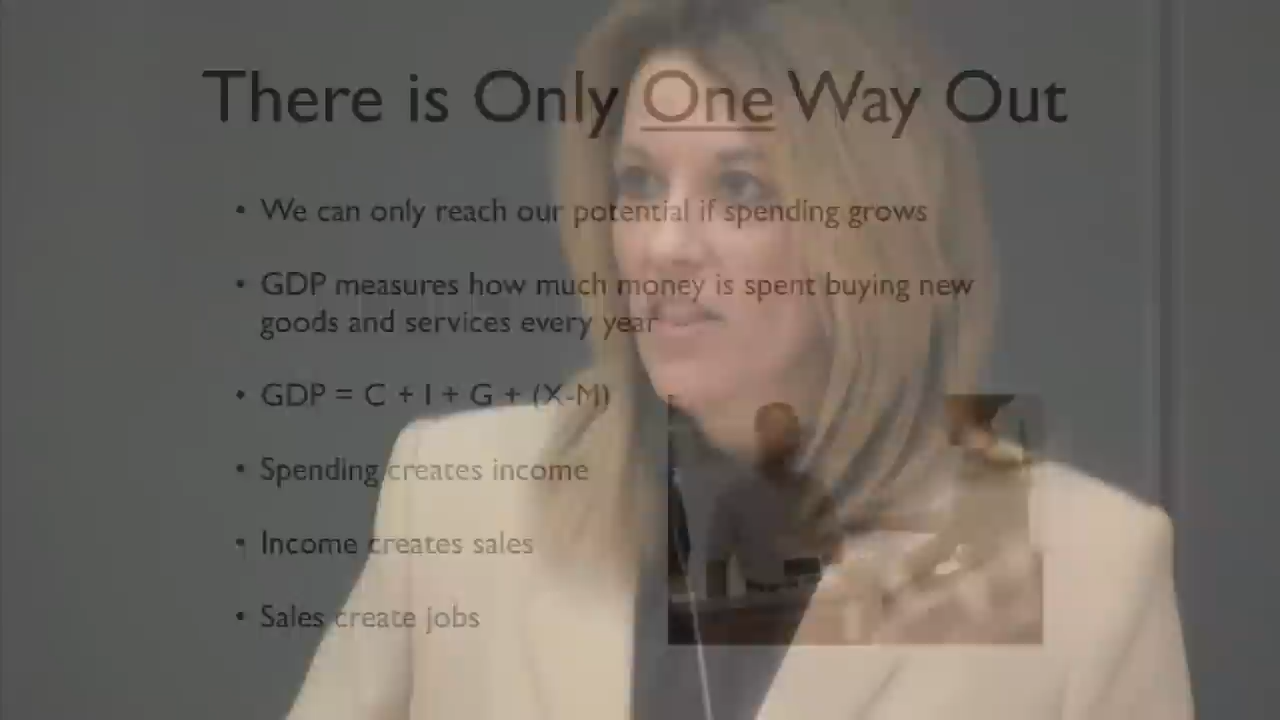 There is Only One Way Out
• We can only reach our potential if spending grows
• GDP measures how much money is spent buying new
goods and services every year
• GDP = C + I + G + (X-M)
• Spending creates income
• Income creates sales
• Sales create jobs